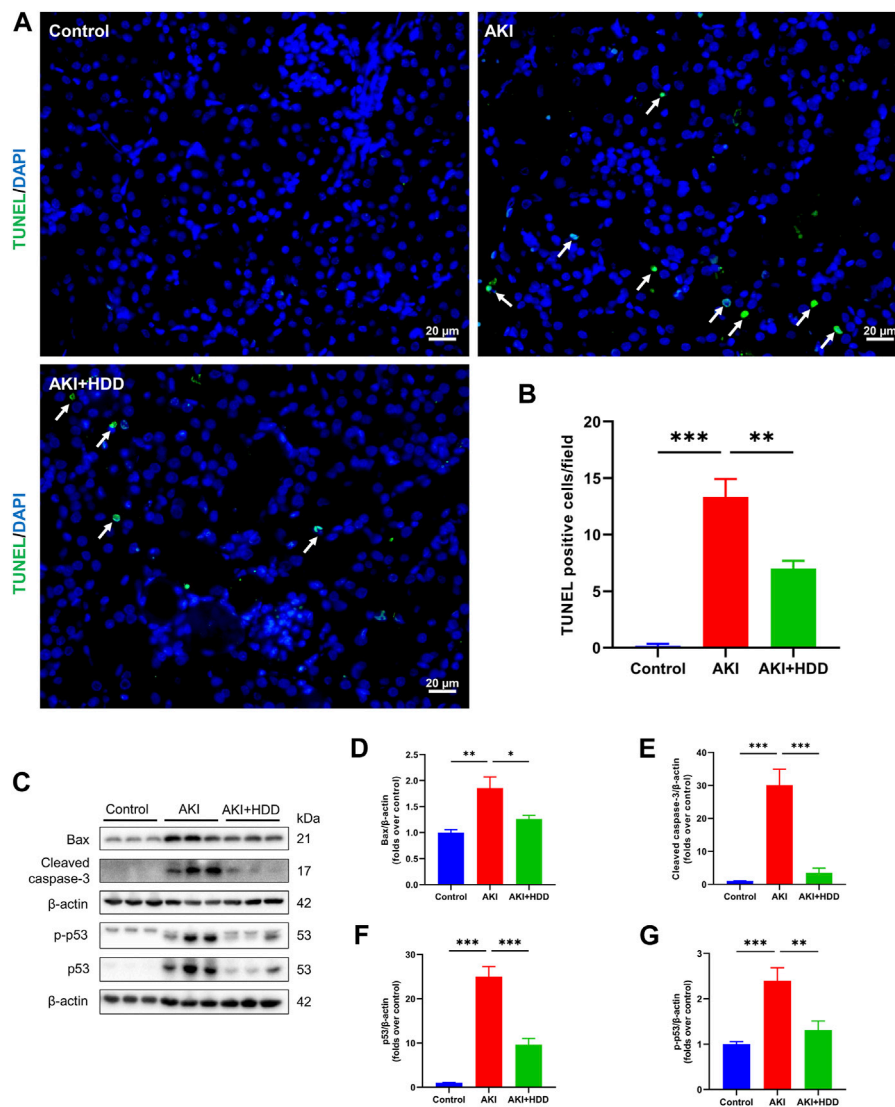 A
Control
AKI
TUNEL/DAPI
20 µm
20 µm
AKI+HDD
TUNEL/DAPI
20 µm
B
*** **
TUNEL positive cells/field
20
15
10
5
0
Control AKI AKI+HDD
C
Control AKI AKI+HDD kDa
Bax 21
Cleaved
caspase-3 17
β-actin 42
p-p53 53
p53 53
β-actin 42
D
** *
Bax/β-actin
(folds over control)
2.5
2.0
1.5
1.0
0.5
0.0
Control AKI AKI+HDD
E
*** ***
Cleaved caspase-3/β-actin
(folds over control)
40
30
20
10
0
Control AKI AKI+HDD
F
*** ***
p53/β-actin
(folds over control)
30
20
10
0
Control AKI AKI+HDD
G
*** **
p-p53/β-actin
(folds over control)
3
2
1
0
Control AKI AKI+HDD